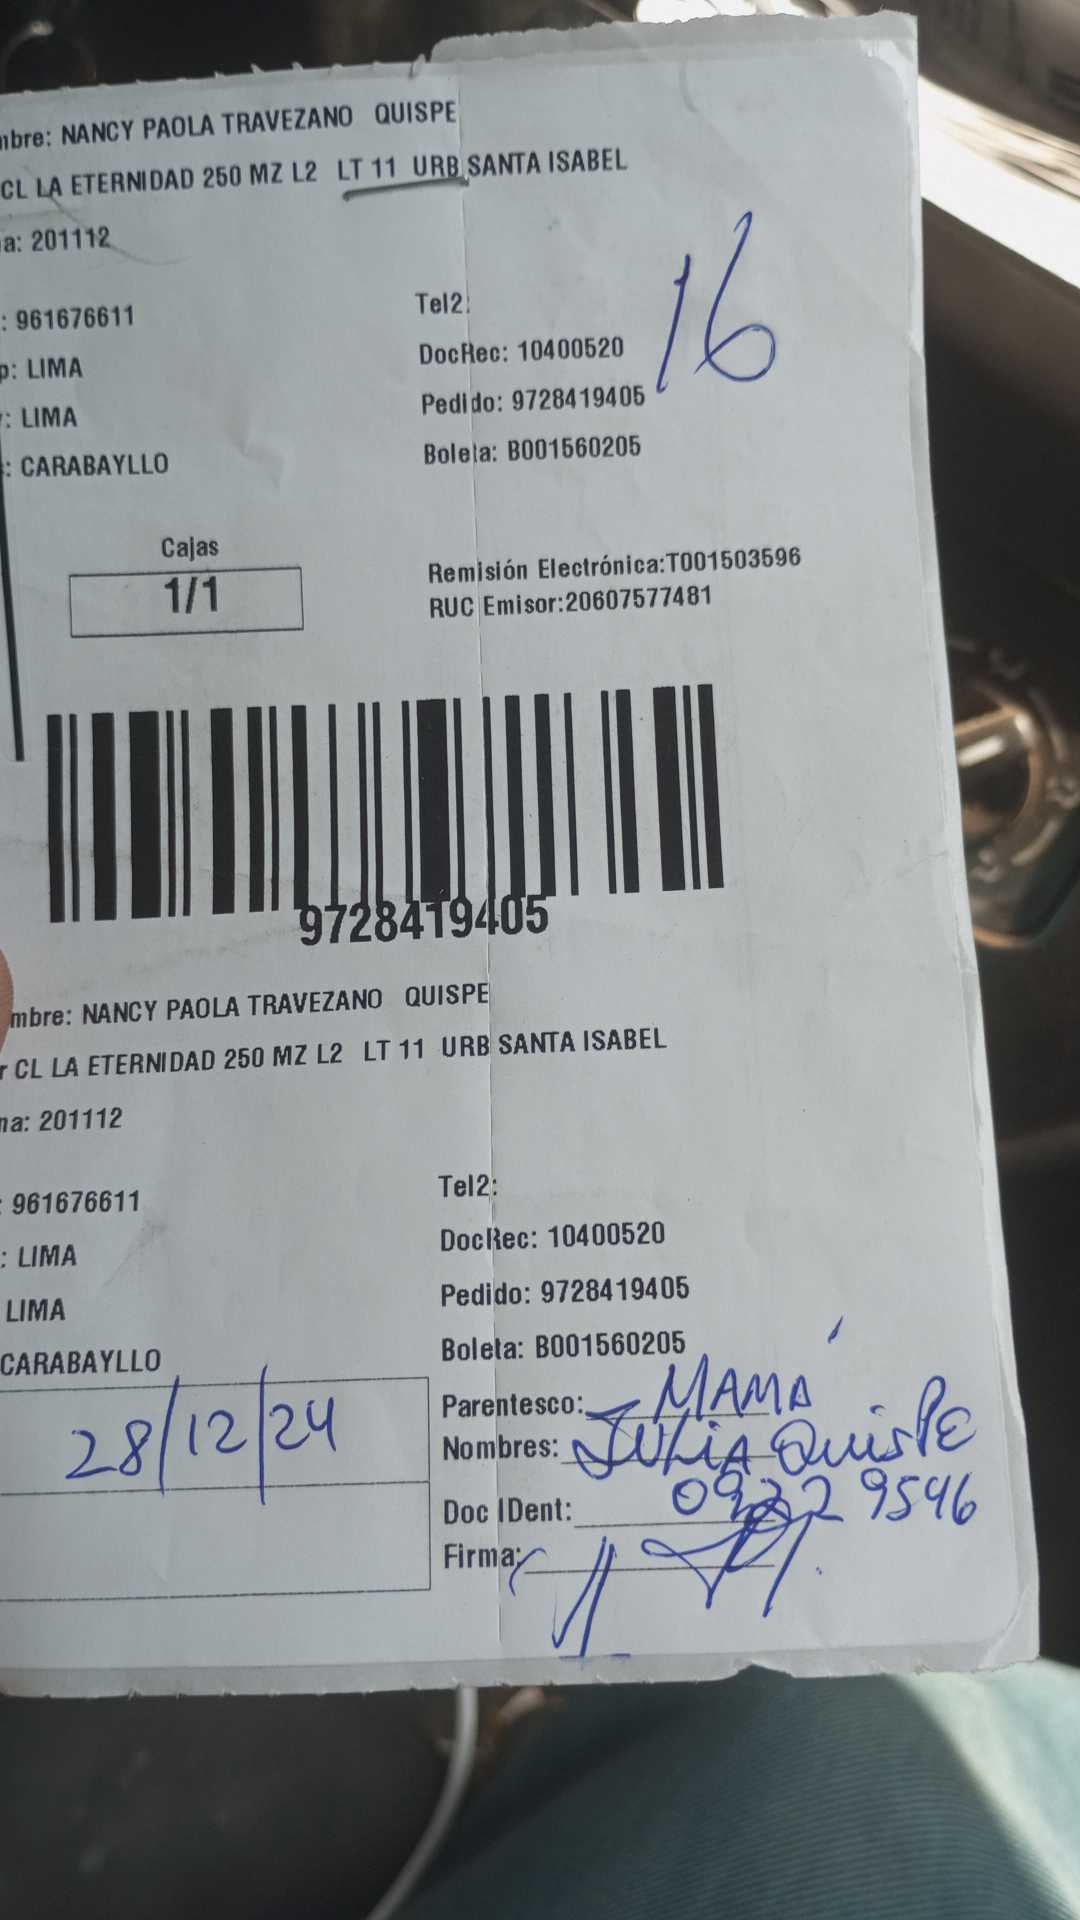 mbre: NANCY PAOLA TRAVEZANO QUISPE
CL LA ETERNIDAD 250 MZ L2 LT 11 URB SANTA ISABEL
a: 201112
16
: 961676611 Tel2:
p: LIMA DocRec: 10400520
: LIMA Pedido: 9728419405
: CARABAYLLO Boleta: B001560205
Cajas
1/1
Remisión Electrónica:T001503596
RUC Emisor:20607577481
9728419405
mbre: NANCY PAOLA TRAVEZANO QUISPE
r CL LA ETERNIDAD 250 MZ L2 LT 11 URB SANTA ISABEL
na: 201112
: 961676611 Tel2:
: LIMA DocRec: 10400520
LIMA Pedido: 9728419405
CARABAYLLO Boleta: B001560205
28/12/24
Parentesco: MAMÁ
Nombres: JULIA QUISPE
Doc IDent: 09229546
Firma: